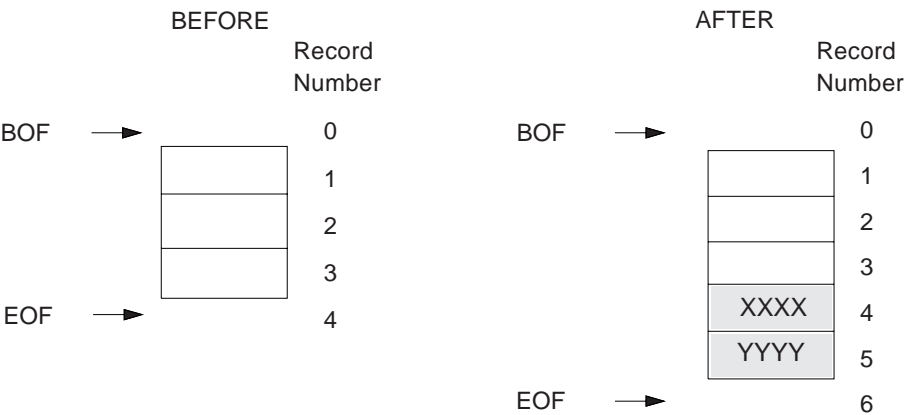 BEFORE
Record
Number
BOF
0
1
2
3
EOF
4
AFTER
Record
Number
BOF
0
1
2
3
XXXX
4
YYYY
5
EOF
6